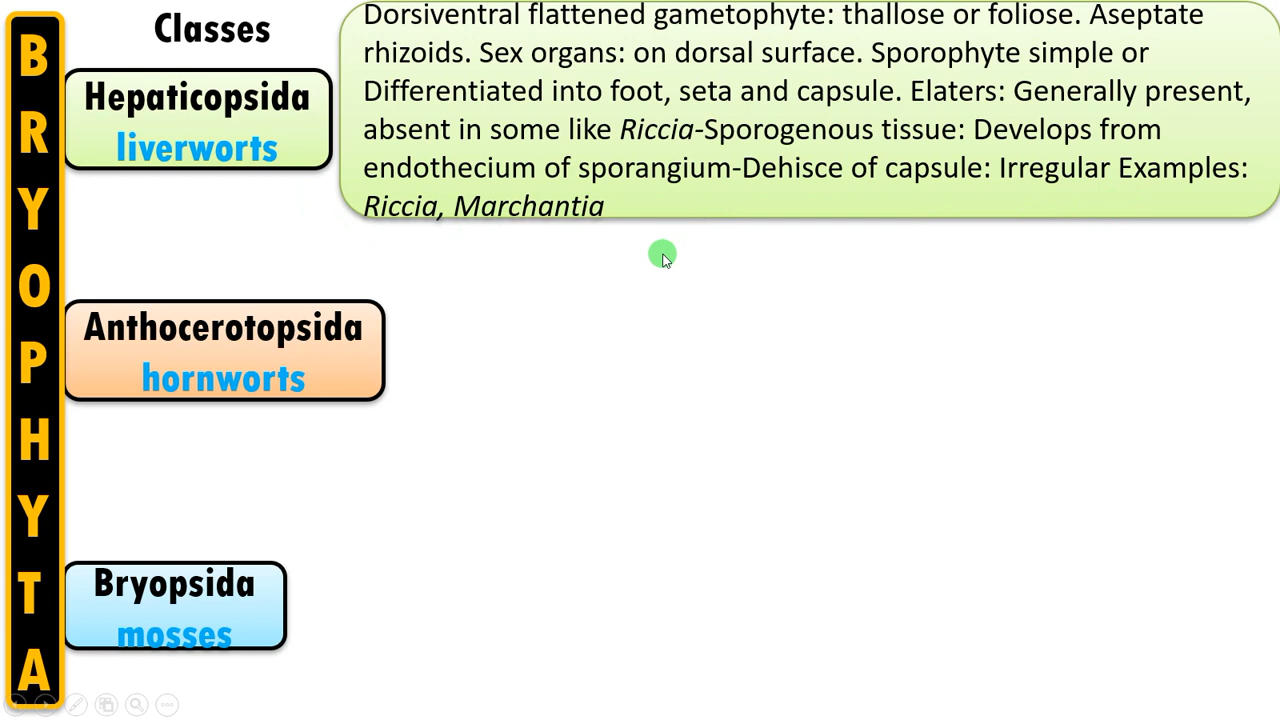 BRYOPHYTA
Classes
Hepaticopsida
liverworts
Dorsiventral flattened gametophyte: thallose or foliose. Aseptate
rhizoids. Sex organs: on dorsal surface. Sporophyte simple or
Differentiated into foot, seta and capsule. Elaters: Generally present,
absent in some like Riccia-Sporogenous tissue: Develops from
endothecium of sporangium-Dehisce of capsule: Irregular Examples:
Riccia, Marchantia
Anthocerotopsida
hornworts
Bryopsida
mosses